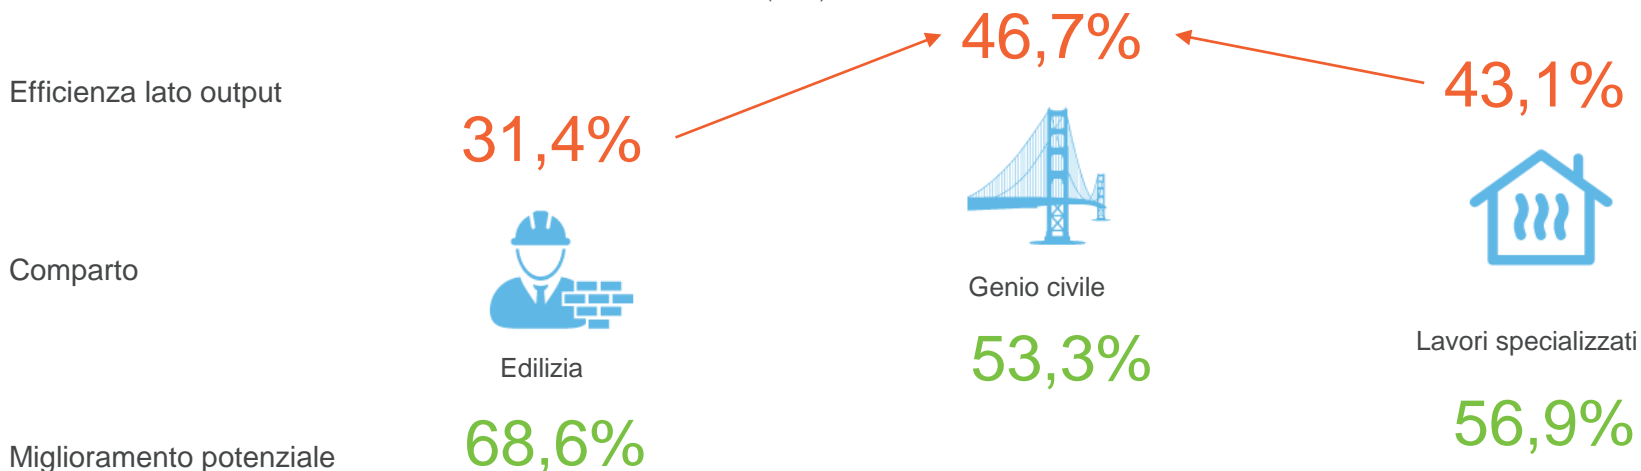 46,7%
Efficienza lato output
43,1%
31,4%
Comparto
Genio civile
Lavori specializzati
Edilizia
53,3%
56,9%
68,6%
Miglioramento potenziale